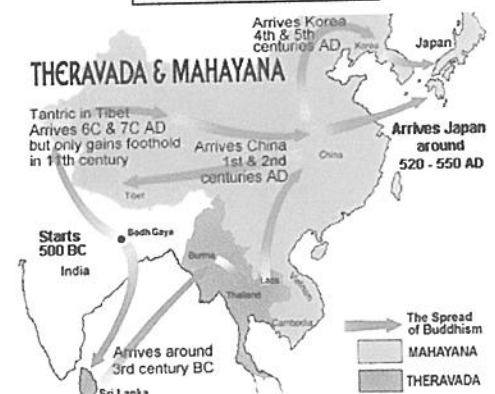 Arrives Korea
4th & 5th
centuries AD
Korea
Japan
THERAVADA & MAHAYANA
Tantric in Tibet
Arrives 6C & 7C AD
but only gains foothold
in 11th century
Arrives China
1st & 2nd
centuries AD
China
Arrives Japan
around
520 - 550 AD
Tibet
Starts
500 BC
Bodh Gaya
India
Burma
Laos
Thailand
Vietnam
Cambodia
Arrives around
3rd century BC
Sri Lanka
The Spread
of Buddhism
MAHAYANA
THERAVADA